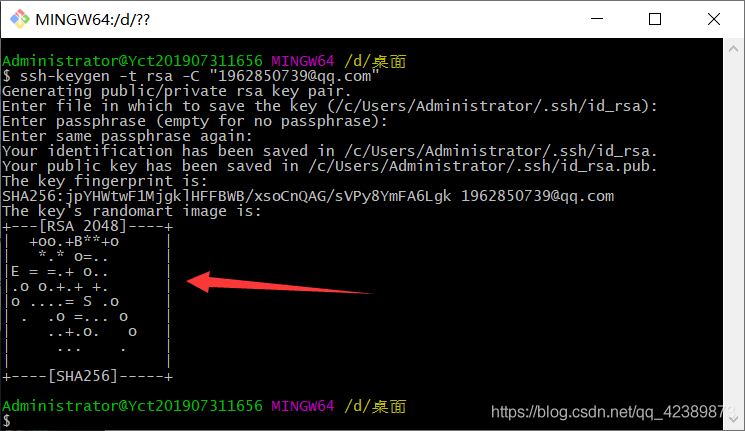 MINGW64:/d/??
Administrator@Yct201907311656 MINGW64 /d/桌面
$ ssh-keygen -t rsa -C "1962850739@qq.com"
Generating public/private rsa key pair.
Enter file in which to save the key (/c/Users/Administrator/.ssh/id_rsa):
Enter passphrase (empty for no passphrase):
Enter same passphrase again:
Your identification has been saved in /c/Users/Administrator/.ssh/id_rsa.
Your public key has been saved in /c/Users/Administrator/.ssh/id_rsa.pub.
The key fingerprint is:
SHA256:jpYHWtwF1MjgklHFFBWB/xsoCnQAG/sVPy8YmFA6Lgk 1962850739@qq.com
The key's randomart image is:
+---[RSA 2048]----+
|  +oo.+B**+o     |
|   *.* o=..      |
|E = =.+ o..      |
|.o o.+.+ +.      |
|o ....= S .o     |
| .  .o =... o    |
|    ..+.o.   o   |
|     ...    .    |
|                 |
+----[SHA256]-----+
Administrator@Yct201907311656 MINGW64 /d/桌面
$
https://blog.csdn.net/qq_42389873